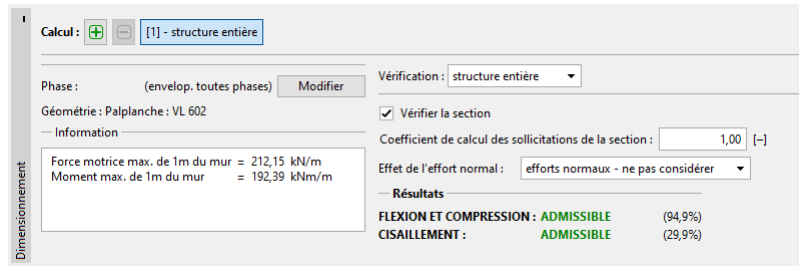 Calcul : [1] - structure entière
Phase : (envelop. toutes phases) Modifier
Géométrie : Palplanche : VL 602
Information
Force motrice max. de 1m du mur = 212,15 kN/m
Moment max. de 1m du mur = 192,39 kNm/m
Vérification : structure entière
Vérifier la section
Coefficient de calcul des sollicitations de la section : 1,00 [–]
Effet de l'effort normal : efforts normaux - ne pas considérer
Résultats
FLEXION ET COMPRESSION : ADMISSIBLE (94,9%)
CISAILLEMENT : ADMISSIBLE (29,9%)
Dimensionnement